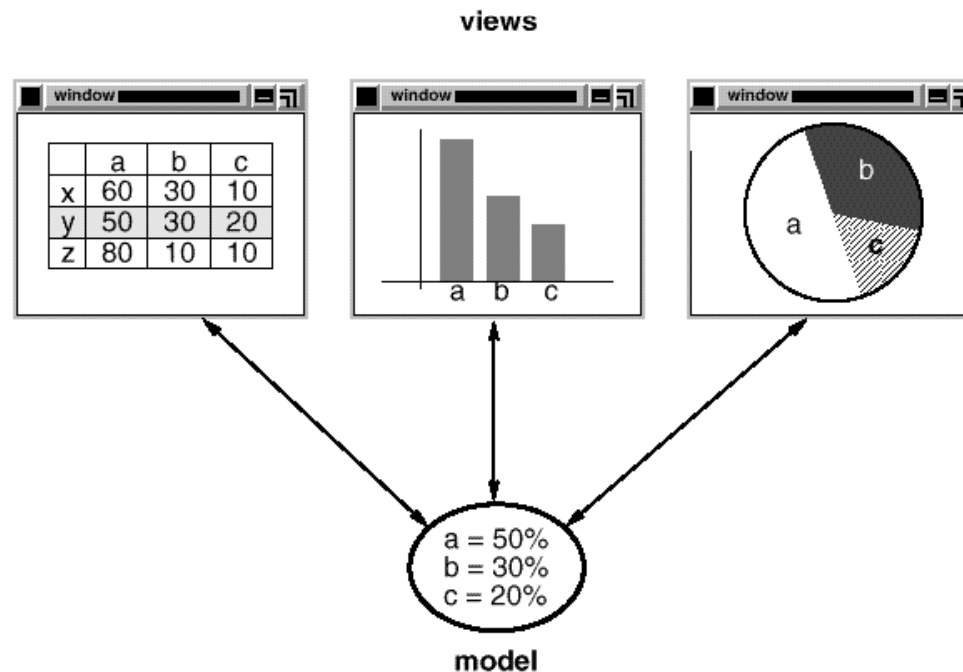 views
window
a b c
x 60 30 10
y 50 30 20
z 80 10 10
window
a b c
window
b
a
c
a = 50%
b = 30%
c = 20%
model